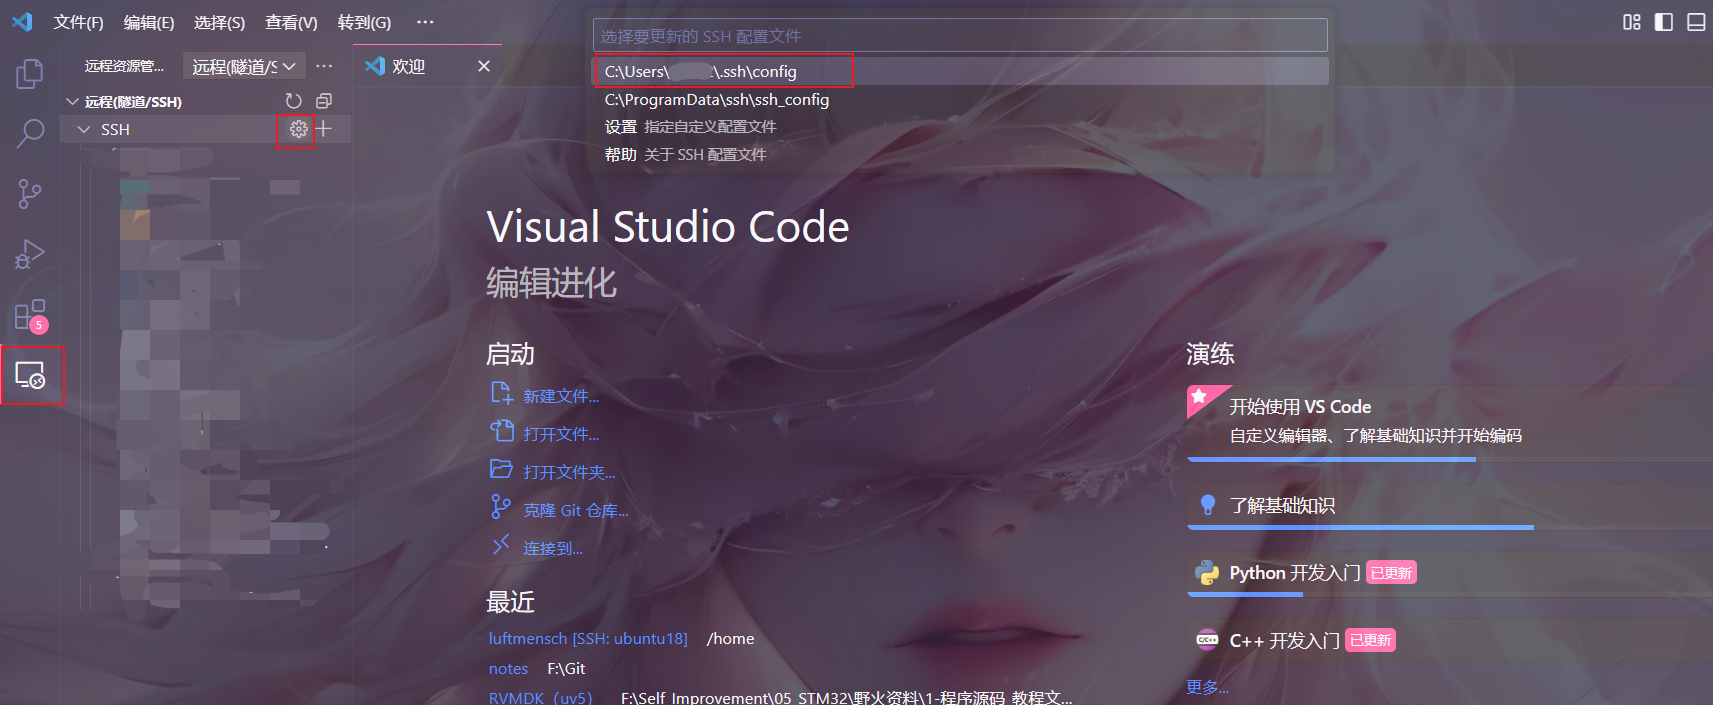 文件(F) 编辑(E) 选择(S) 查看(V) 转到(G) ···
选择要更新的 SSH 配置文件
C:\Users\ \.ssh\config
C:\ProgramData\ssh\ssh_config
设置 指定自定义配置文件
帮助 关于 SSH 配置文件
远程资源管... 远程(隧道/S ···
欢迎
远程(隧道/SSH)
SSH
5
Visual Studio Code
编辑进化
启动
新建文件...
打开文件...
打开文件夹...
克隆 Git 仓库...
连接到...
最近
luftmensch [SSH: ubuntu18] /home
notes F:\Git
RVMDK（uv5） F:\Self_Improvement\05_STM32\野火资料\1-程序源码_教程文...
演练
开始使用 VS Code
自定义编辑器、了解基础知识并开始编码
了解基础知识
Python 开发入门 已更新
C/C++
C++ 开发入门 已更新
更多...